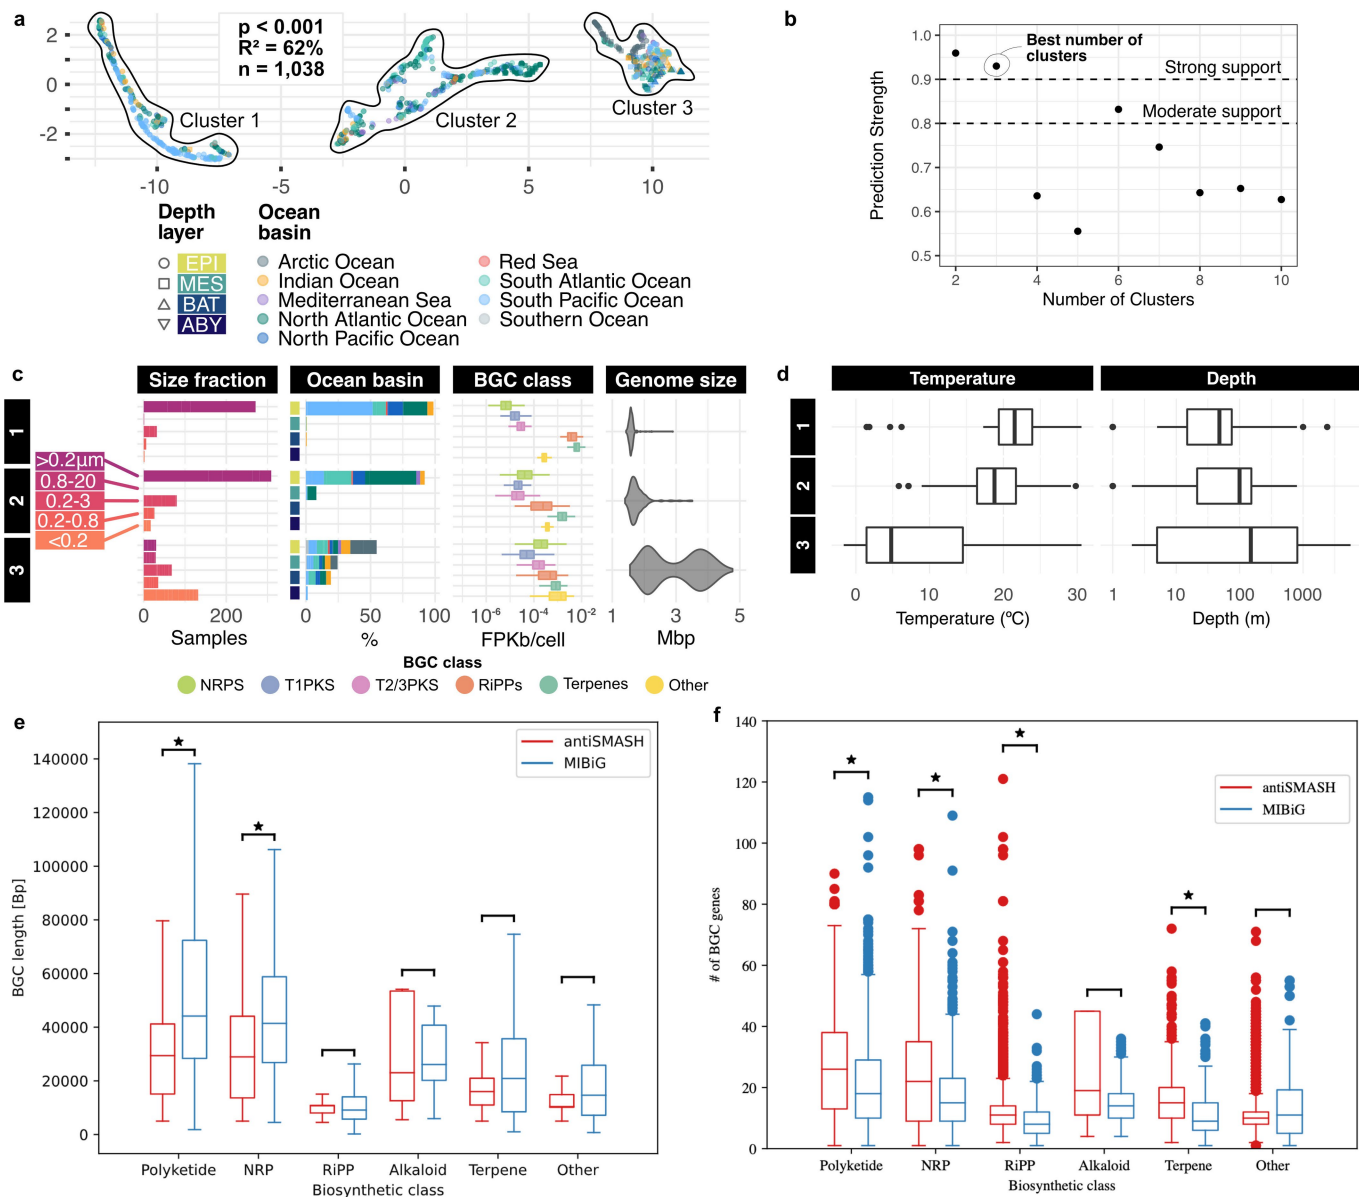 a
p < 0.001
R² = 62%
n = 1,038
2
0
-2
Cluster 1
Cluster 2
Cluster 3
-10
-5
0
5
10
Depth layer
EPI
MES
BAT
ABY
Ocean basin
Arctic Ocean
Indian Ocean
Mediterranean Sea
North Atlantic Ocean
North Pacific Ocean
Red Sea
South Atlantic Ocean
South Pacific Ocean
Southern Ocean
b
Prediction Strength
1.0
0.9
0.8
0.7
0.6
0.5
Best number of
clusters
Strong support
Moderate support
2
4
6
8
10
Number of Clusters
c
Size fraction
Ocean basin
BGC class
Genome size
1
2
3
>0.2µm
0.8-20
0.2-3
0.2-0.8
<0.2
0
200
Samples
0
50
100
%
10⁻⁶
10⁻⁴
10⁻²
FPKb/cell
1
3
5
Mbp
BGC class
NRPS
T1PKS
T2/3PKS
RiPPs
Terpenes
Other
d
Temperature
Depth
1
2
3
0
10
20
30
Temperature (ºC)
1
10
100
1000
Depth (m)
e
BGC length [Bp]
140000
120000
100000
80000
60000
40000
20000
0
antiSMASH
MIBiG
★
★
Polyketide
NRP
RiPP
Alkaloid
Terpene
Other
Biosynthetic class
f
# of BGC genes
140
120
100
80
60
40
20
0
antiSMASH
MIBiG
★
★
★
★
Polyketide
NRP
RiPP
Alkaloid
Terpene
Other
Biosynthetic class